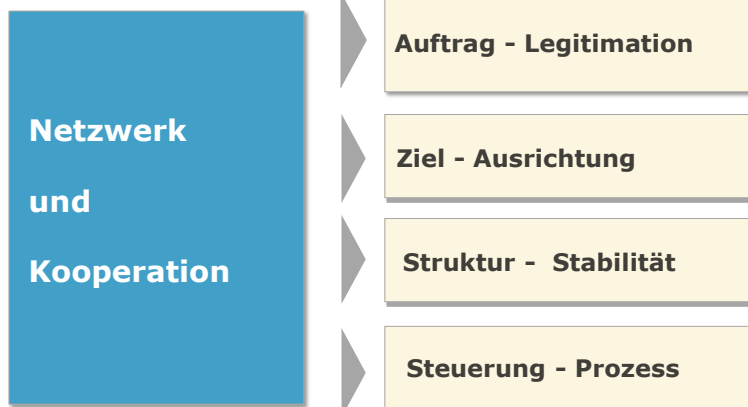 Netzwerk
und
Kooperation
Auftrag - Legitimation
Ziel - Ausrichtung
Struktur - Stabilität
Steuerung - Prozess